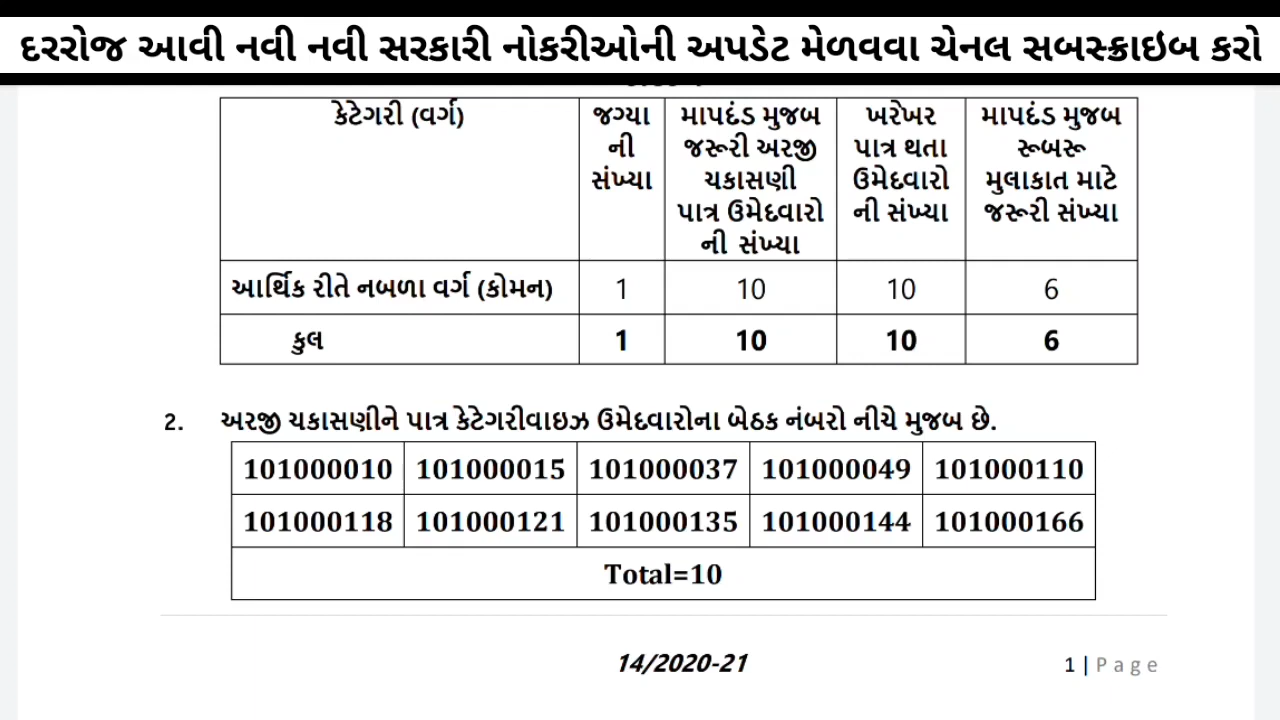 દરરોજ આવી નવી નવી સરકારી નોકરીઓની અપડેટ મેળવવા ચેનલ સબસ્ક્રાઇબ કરો
કેટેગરી (વર્ગ) જગ્યાની સંખ્યા માપદંડ મુજબ જરૂરી અરજી ચકાસણી પાત્ર ઉમેદવારોની સંખ્યા ખરેખર પાત્ર થતા ઉમેદવારોની સંખ્યા માપદંડ મુજબ રૂબરૂ મુલાકાત માટે જરૂરી સંખ્યા
આર્થિક રીતે નબળા વર્ગ (કોમન) 1 10 10 6
કુલ 1 10 10 6
2. અરજી ચકાસણીને પાત્ર કેટેગરીવાઇઝ ઉમેદવારોના બેઠક નંબરો નીચે મુજબ છે.
101000010 101000015 101000037 101000049 101000110
101000118 101000121 101000135 101000144 101000166
Total=10
14/2020-21 1 | Page